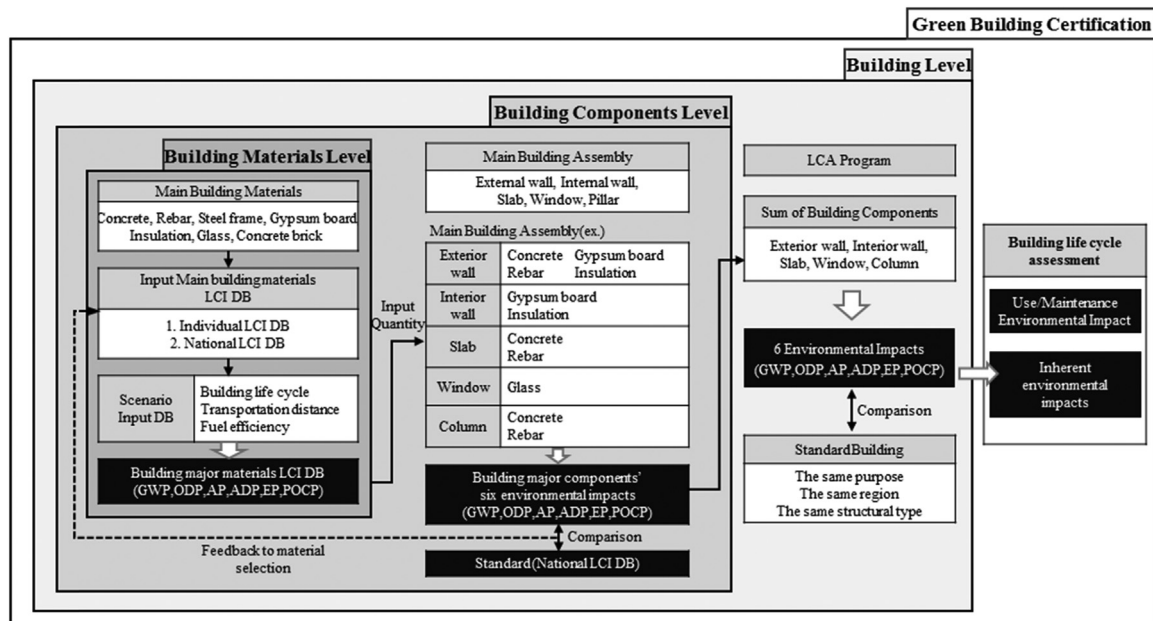 Green Building Certification
Building Level
Building Components Level
Building Materials Level
Main Building Materials
Concrete, Rebar, Steel frame, Gypsum board
Insulation, Glass, Concrete brick
Input Main building materials
LCI DB
1. Individual LCI DB
2. National LCI DB
Scenario
Input DB
Building life cycle
Transportation distance
Fuel efficiency
Building major materials LCI DB
(GWP,ODP,AP,ADP,EP,POCP)
Feedback to material
selection
Input
Quantity
Main Building Assembly
External wall, Internal wall,
Slab, Window, Pillar
Main Building Assembly(ex.)
Exterior
wall
Concrete Gypsum board
Rebar Insulation
Interior
wall
Gypsum board
Insulation
Slab
Concrete
Rebar
Window
Glass
Column
Concrete
Rebar
Building major components'
six environmental impacts
(GWP,ODP,AP,ADP,EP,POCP)
Comparison
Standard(National LCI DB)
LCA Program
Sum of Building Components
Exterior wall, Interior wall,
Slab, Window, Column
6 Environmental Impacts
(GWP,ODP,AP,ADP,EP,POCP)
Comparison
Standard Building
The same purpose
The same region
The same structural type
Building life cycle
assessment
Use/Maintenance
Environmental Impact
Inherent
environmental
impacts